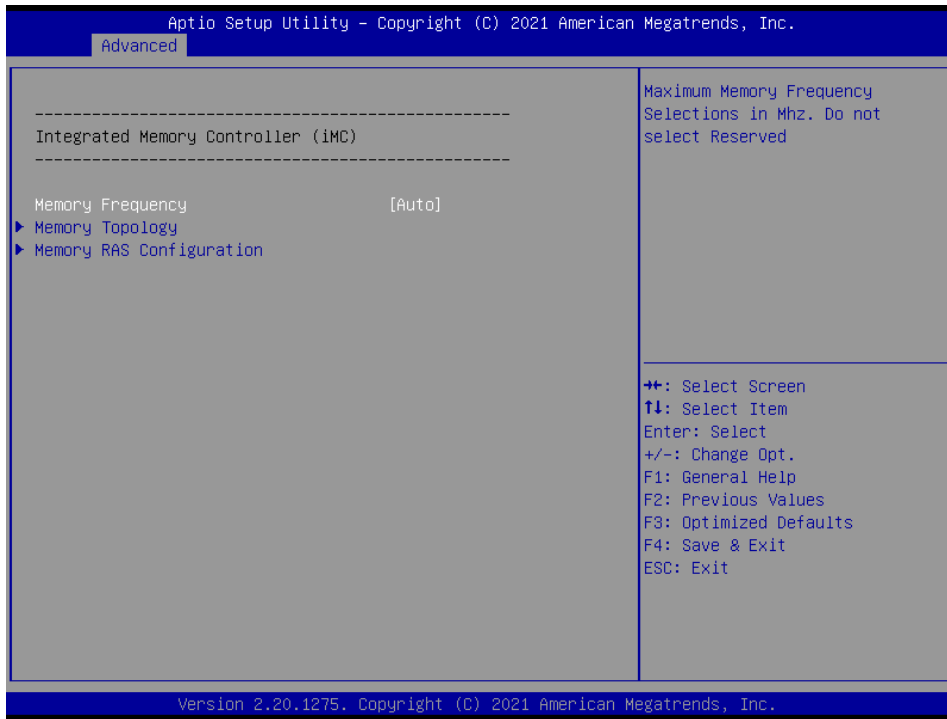 Aptio Setup Utility – Copyright (C) 2021 American Megatrends, Inc.
Advanced
--------------------------------------------------
Integrated Memory Controller (iMC)
--------------------------------------------------
Memory Frequency [Auto]
Memory Topology
Memory RAS Configuration
Maximum Memory Frequency
Selections in Mhz. Do not
select Reserved
→←: Select Screen
↑↓: Select Item
Enter: Select
+/-: Change Opt.
F1: General Help
F2: Previous Values
F3: Optimized Defaults
F4: Save & Exit
ESC: Exit
Version 2.20.1275. Copyright (C) 2021 American Megatrends, Inc.